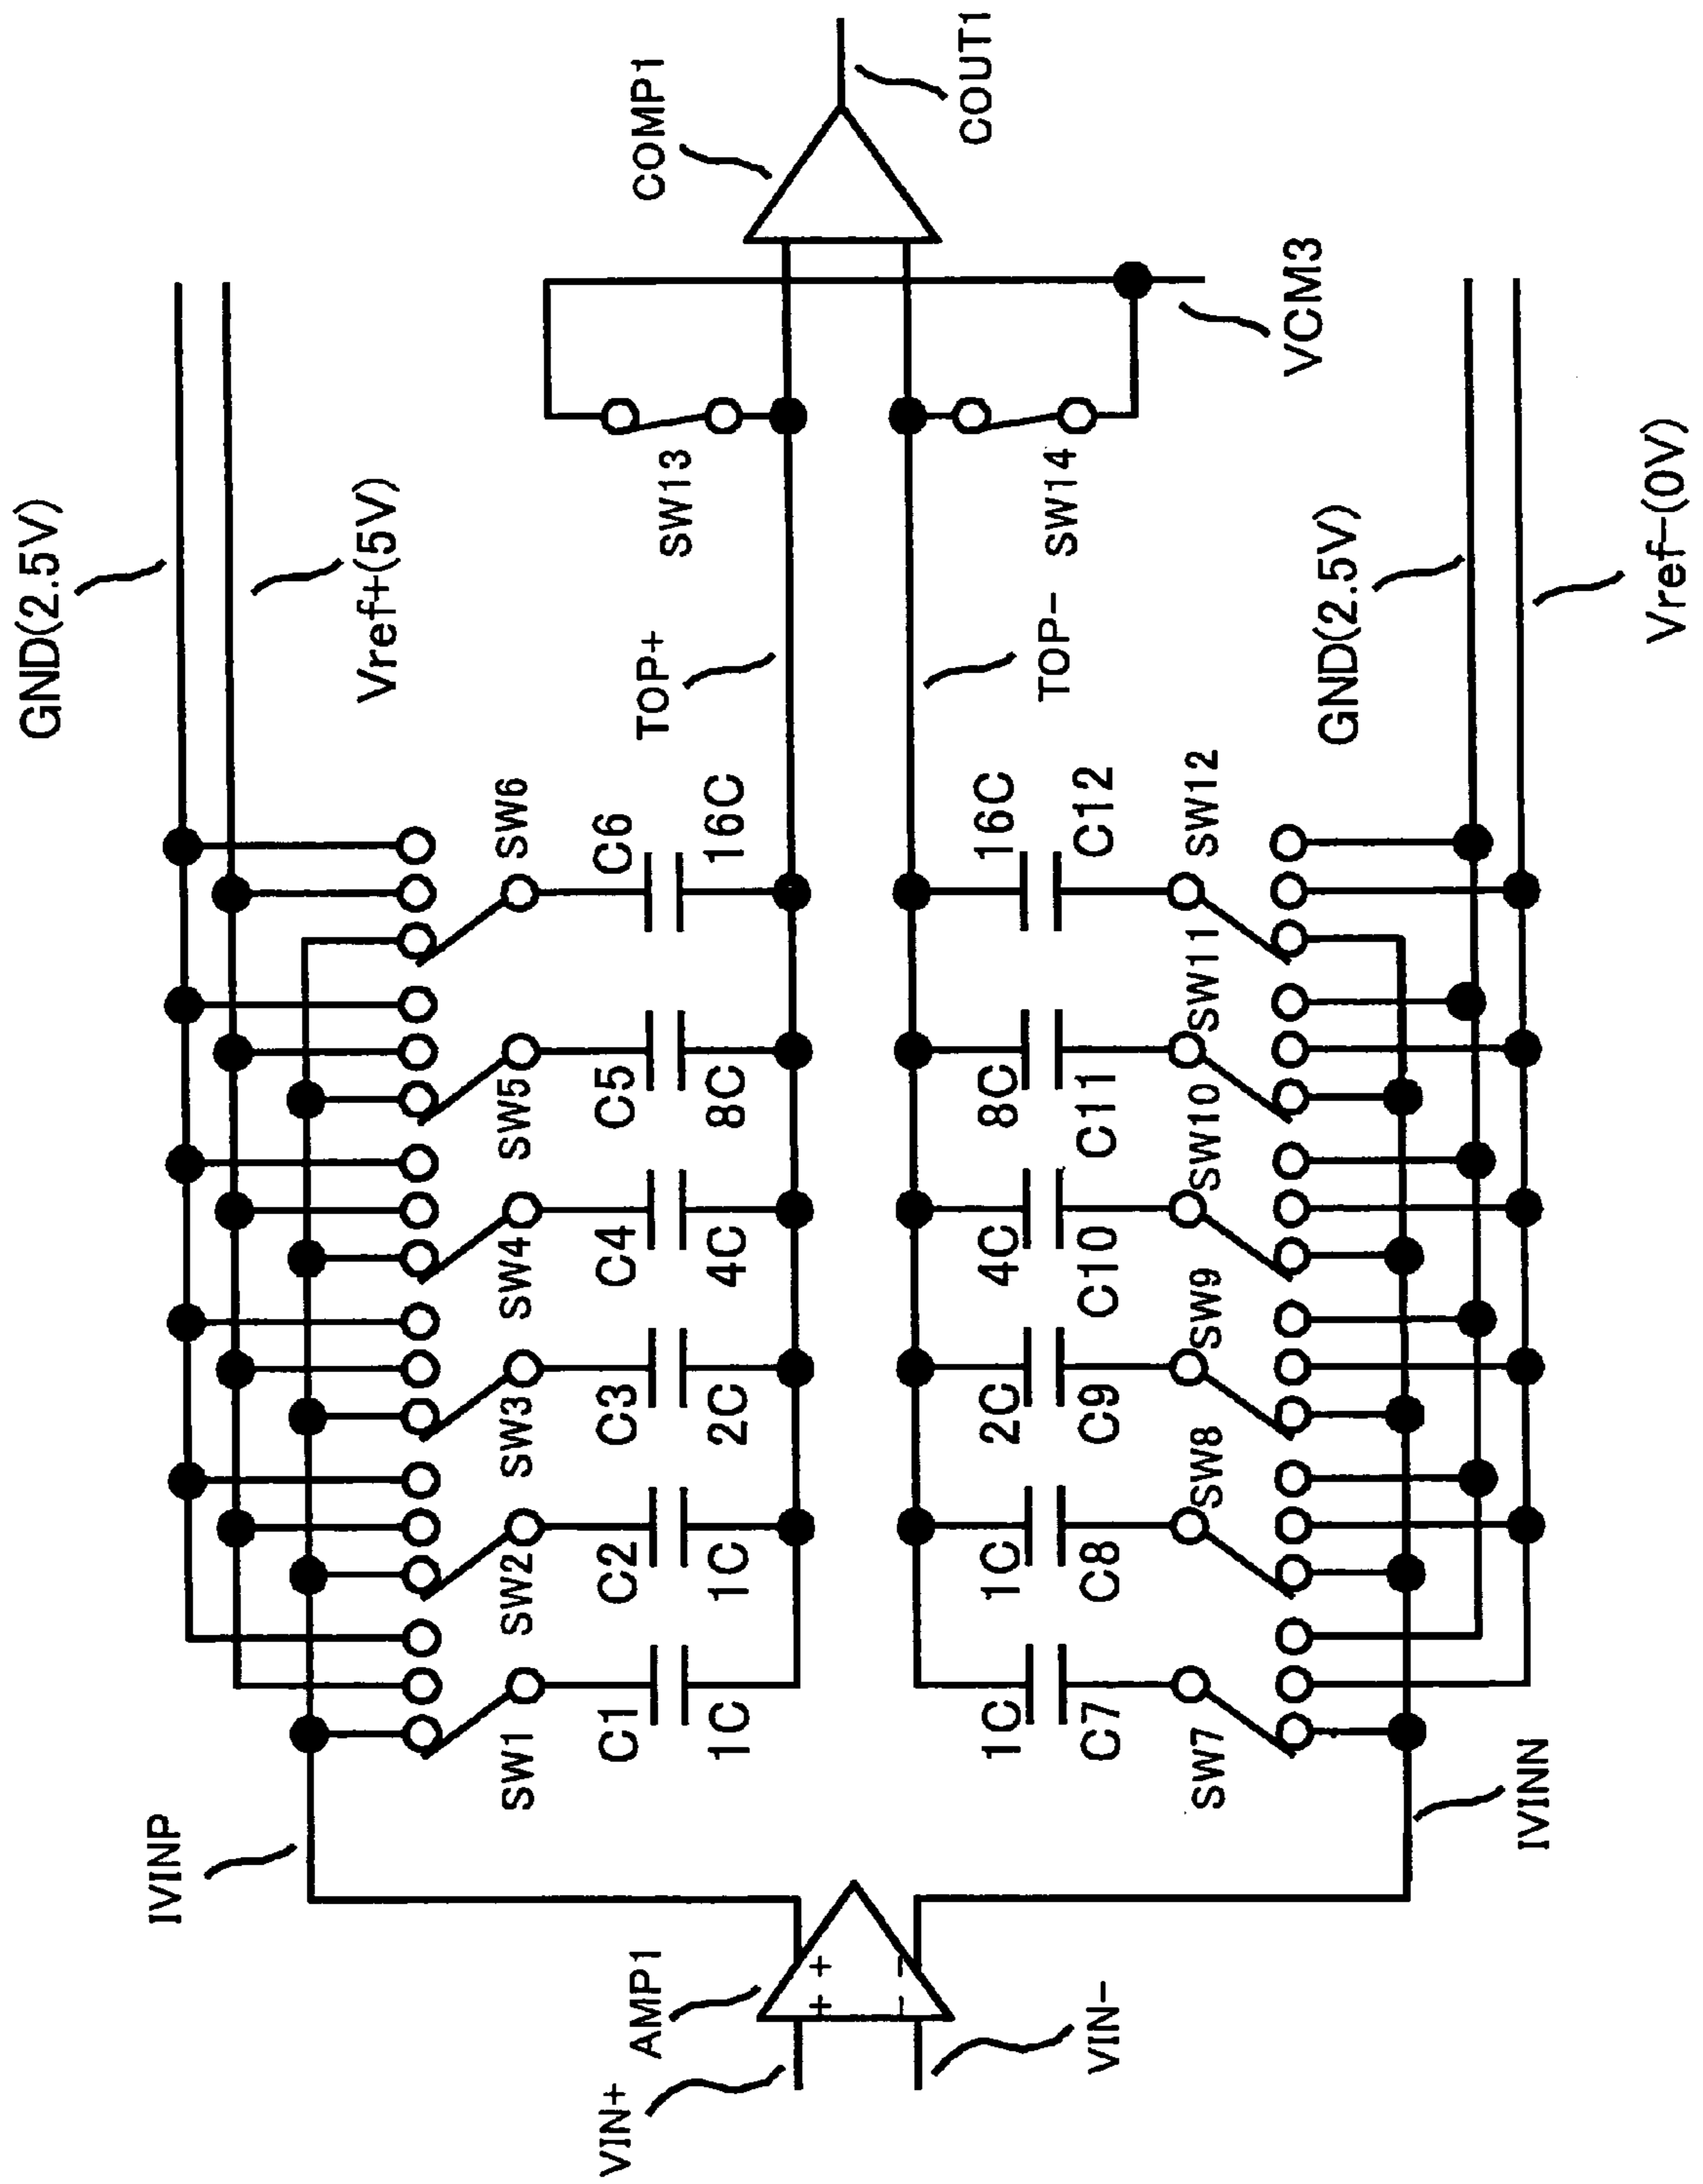 GND(2.5V)
Vref+(5V)
IVINP
SW1
SW2
SW3
SW4
SW5
SW6
C1
C2
C3
C4
C5
C6
1C
1C
2C
4C
8C
16C
TOP+
SW13
COMP1
AMP1
VIN+
VIN-
COUT1
TOP-
SW14
VCM3
1C
1C
2C
4C
8C
16C
C7
C8
C9
C10
C11
C12
SW7
SW8
SW9
SW10
SW11
SW12
GND(2.5V)
IVINN
Vref-(0V)
+ +
- -